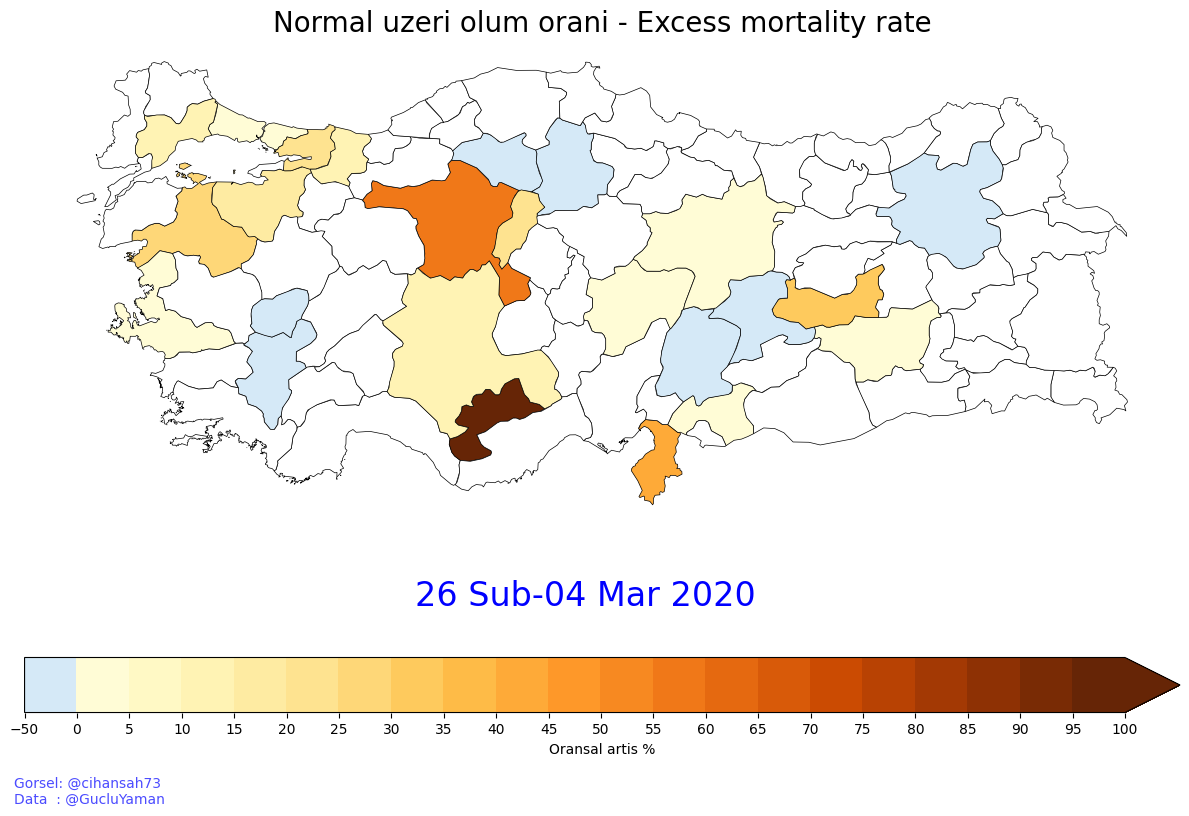 Normal uzeri olum orani - Excess mortality rate
26 Sub-04 Mar 2020
−50 0 5 10 15 20 25 30 35 40 45 50 55 60 65 70 75 80 85 90 95 100
Oransal artis %
Gorsel: @cihansah73
Data : @GucluYaman